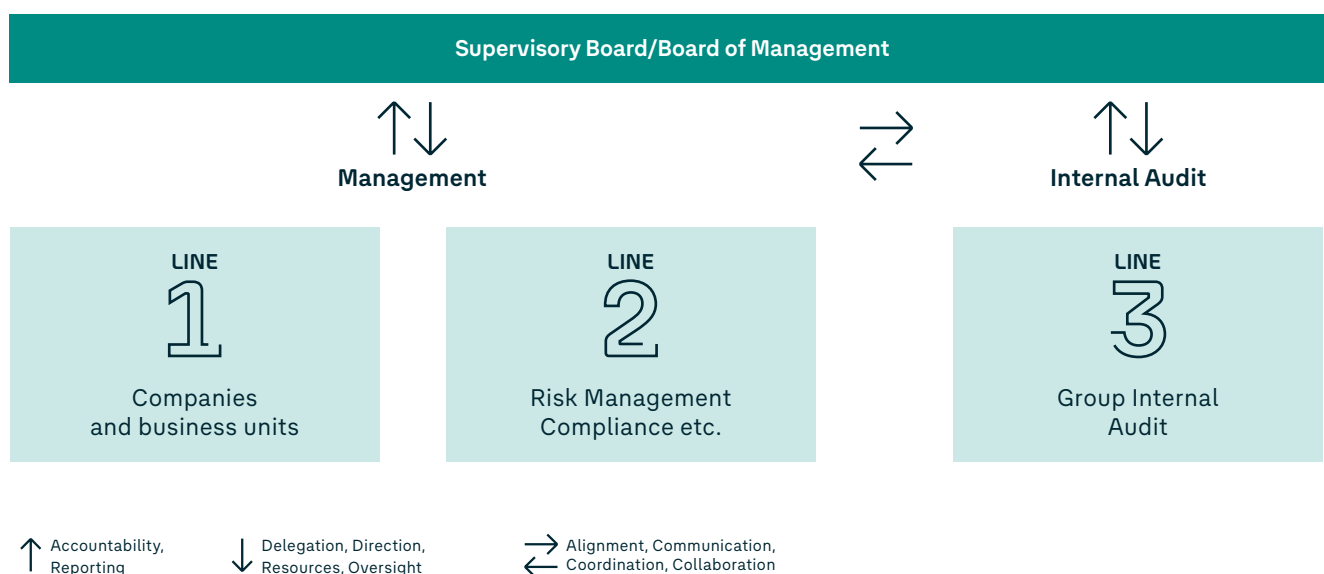 Supervisory Board/Board of Management
Management
Internal Audit
LINE
1
Companies
and business units
LINE
2
Risk Management
Compliance etc.
LINE
3
Group Internal
Audit
Accountability,
Reporting
Delegation, Direction,
Resources, Oversight
Alignment, Communication,
Coordination, Collaboration